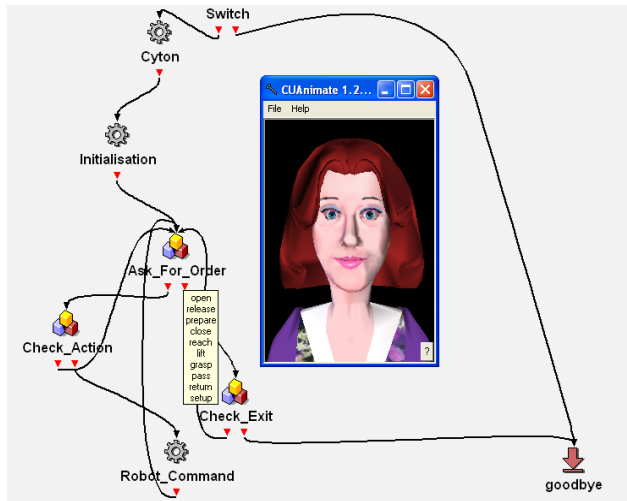 Switch
Cyton
CUAnimate 1.2...
File Help
Initialisation
Ask_For_Order
open
release
prepare
close
reach
lift
grasp
pass
return
setup
Check_Action
?
Check_Exit
Robot_Command
goodbye